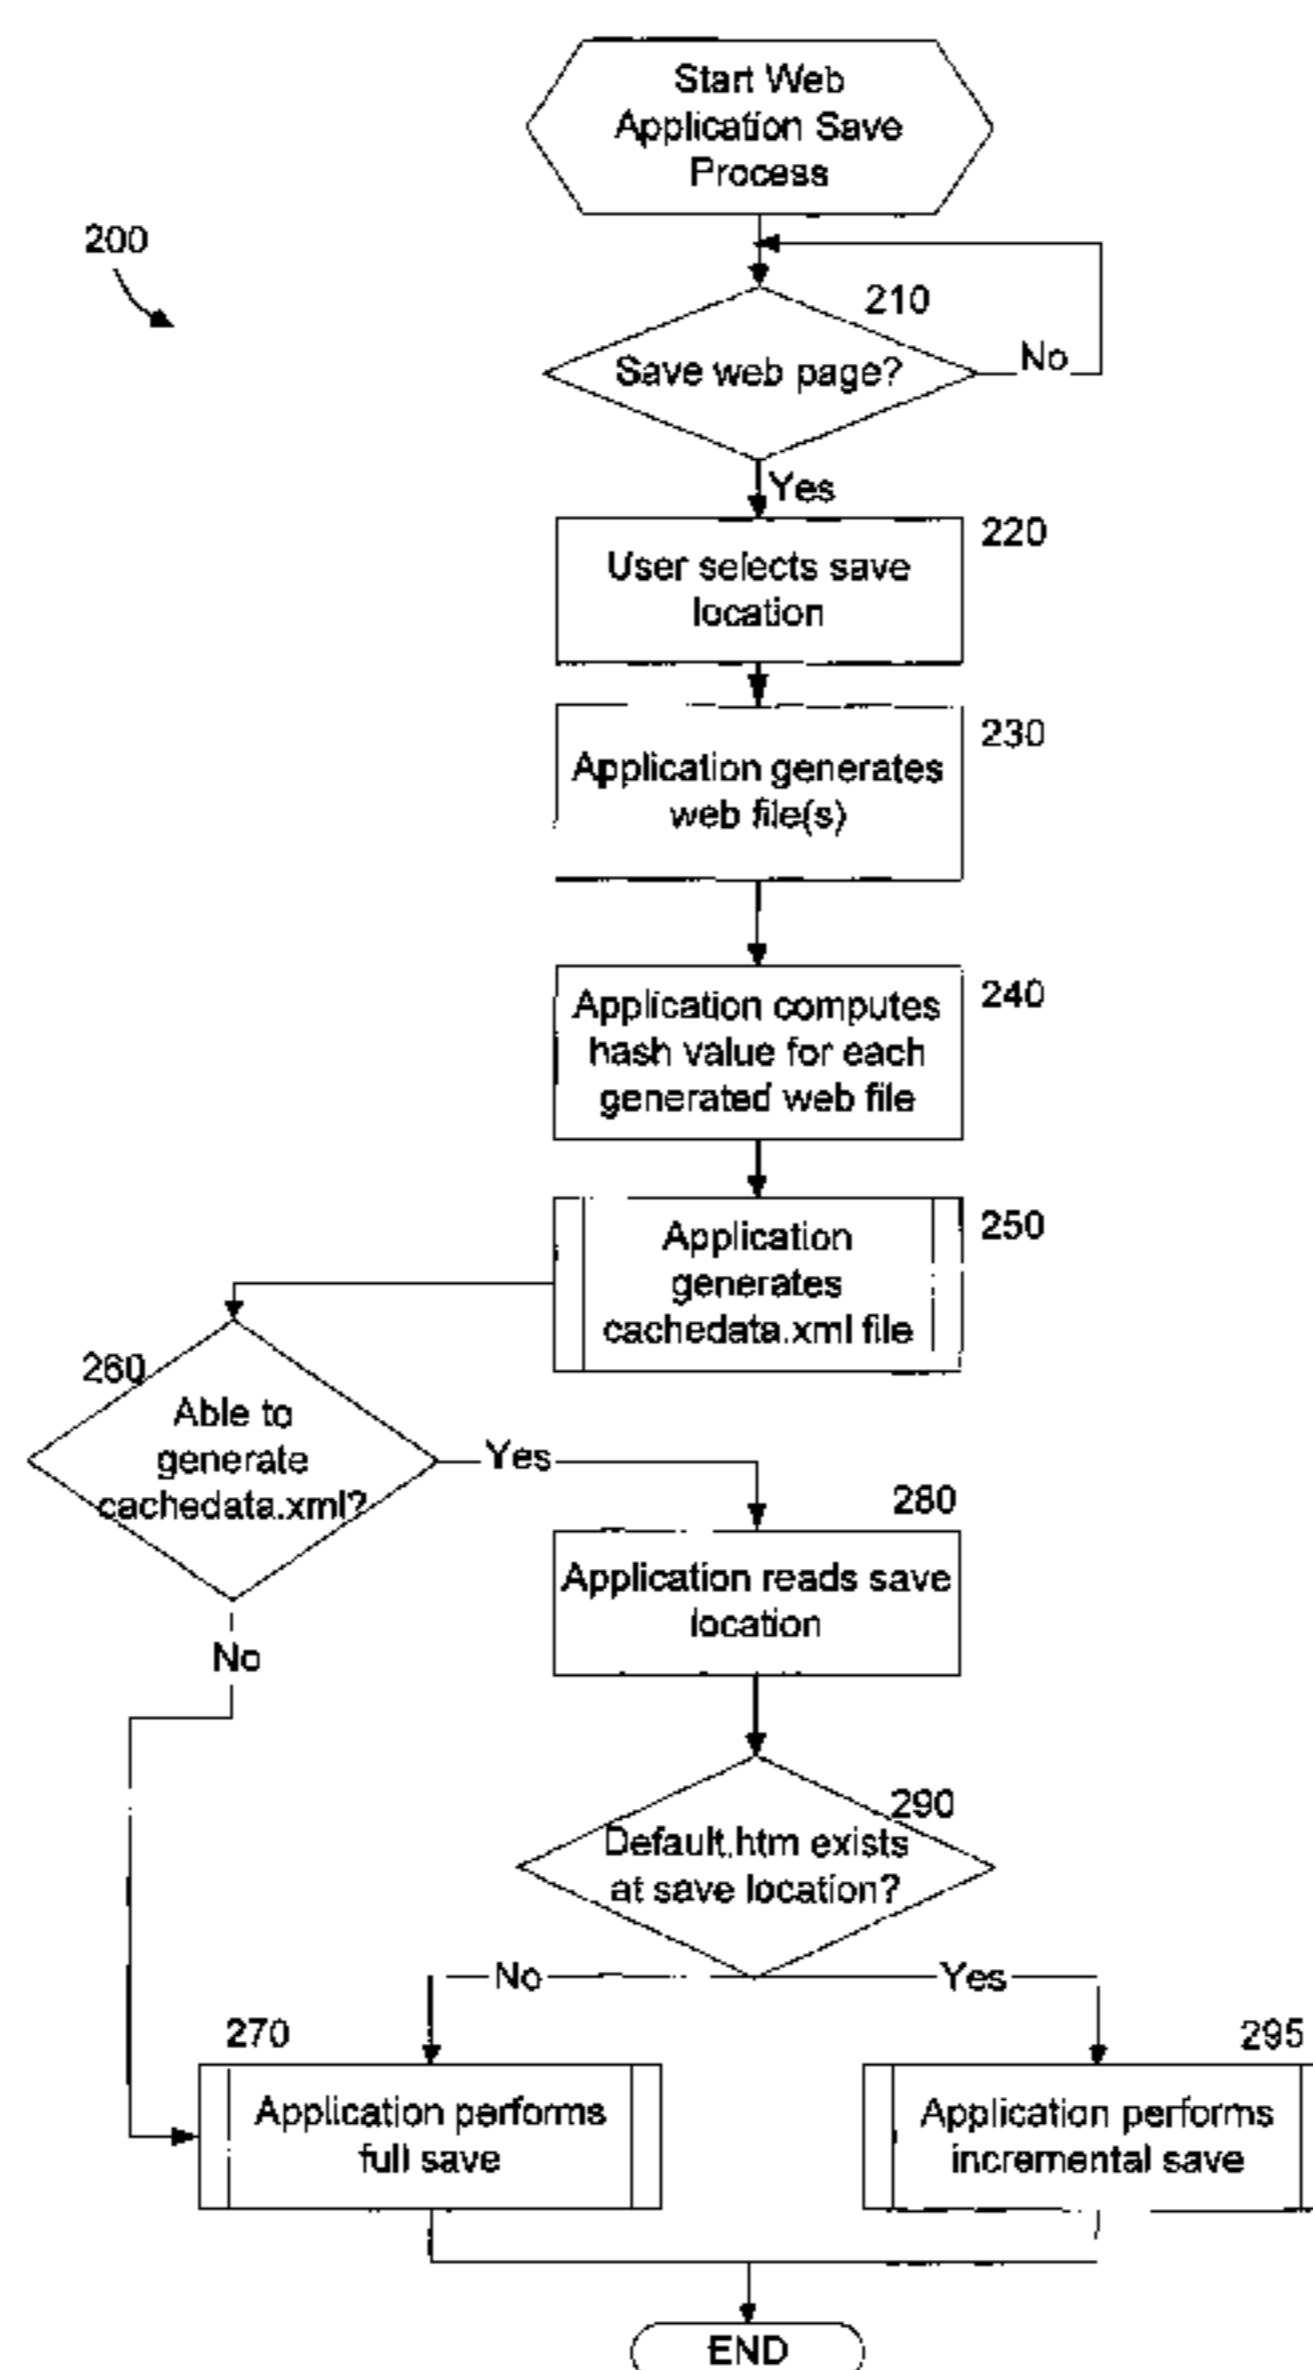 Start Web
Application Save
Process
200
210
Save web page?
No
Yes
220
User selects save
location
230
Application generates
web file(s)
240
Application computes
hash value for each
generated web file
250
Application
generates
cachedata.xml file
260
Able to
generate
cachedata.xml?
Yes
No
280
Application reads save
location
290
Default.htm exists
at save location?
No
Yes
270
Application performs
full save
295
Application performs
incremental save
END